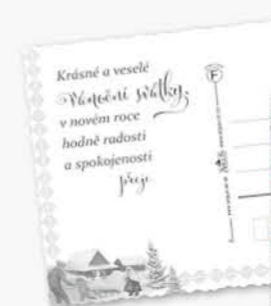 Krásné a veselé
Vánoční svátky,
v novém roce
hodně radosti
a spokojenosti
přeje
F